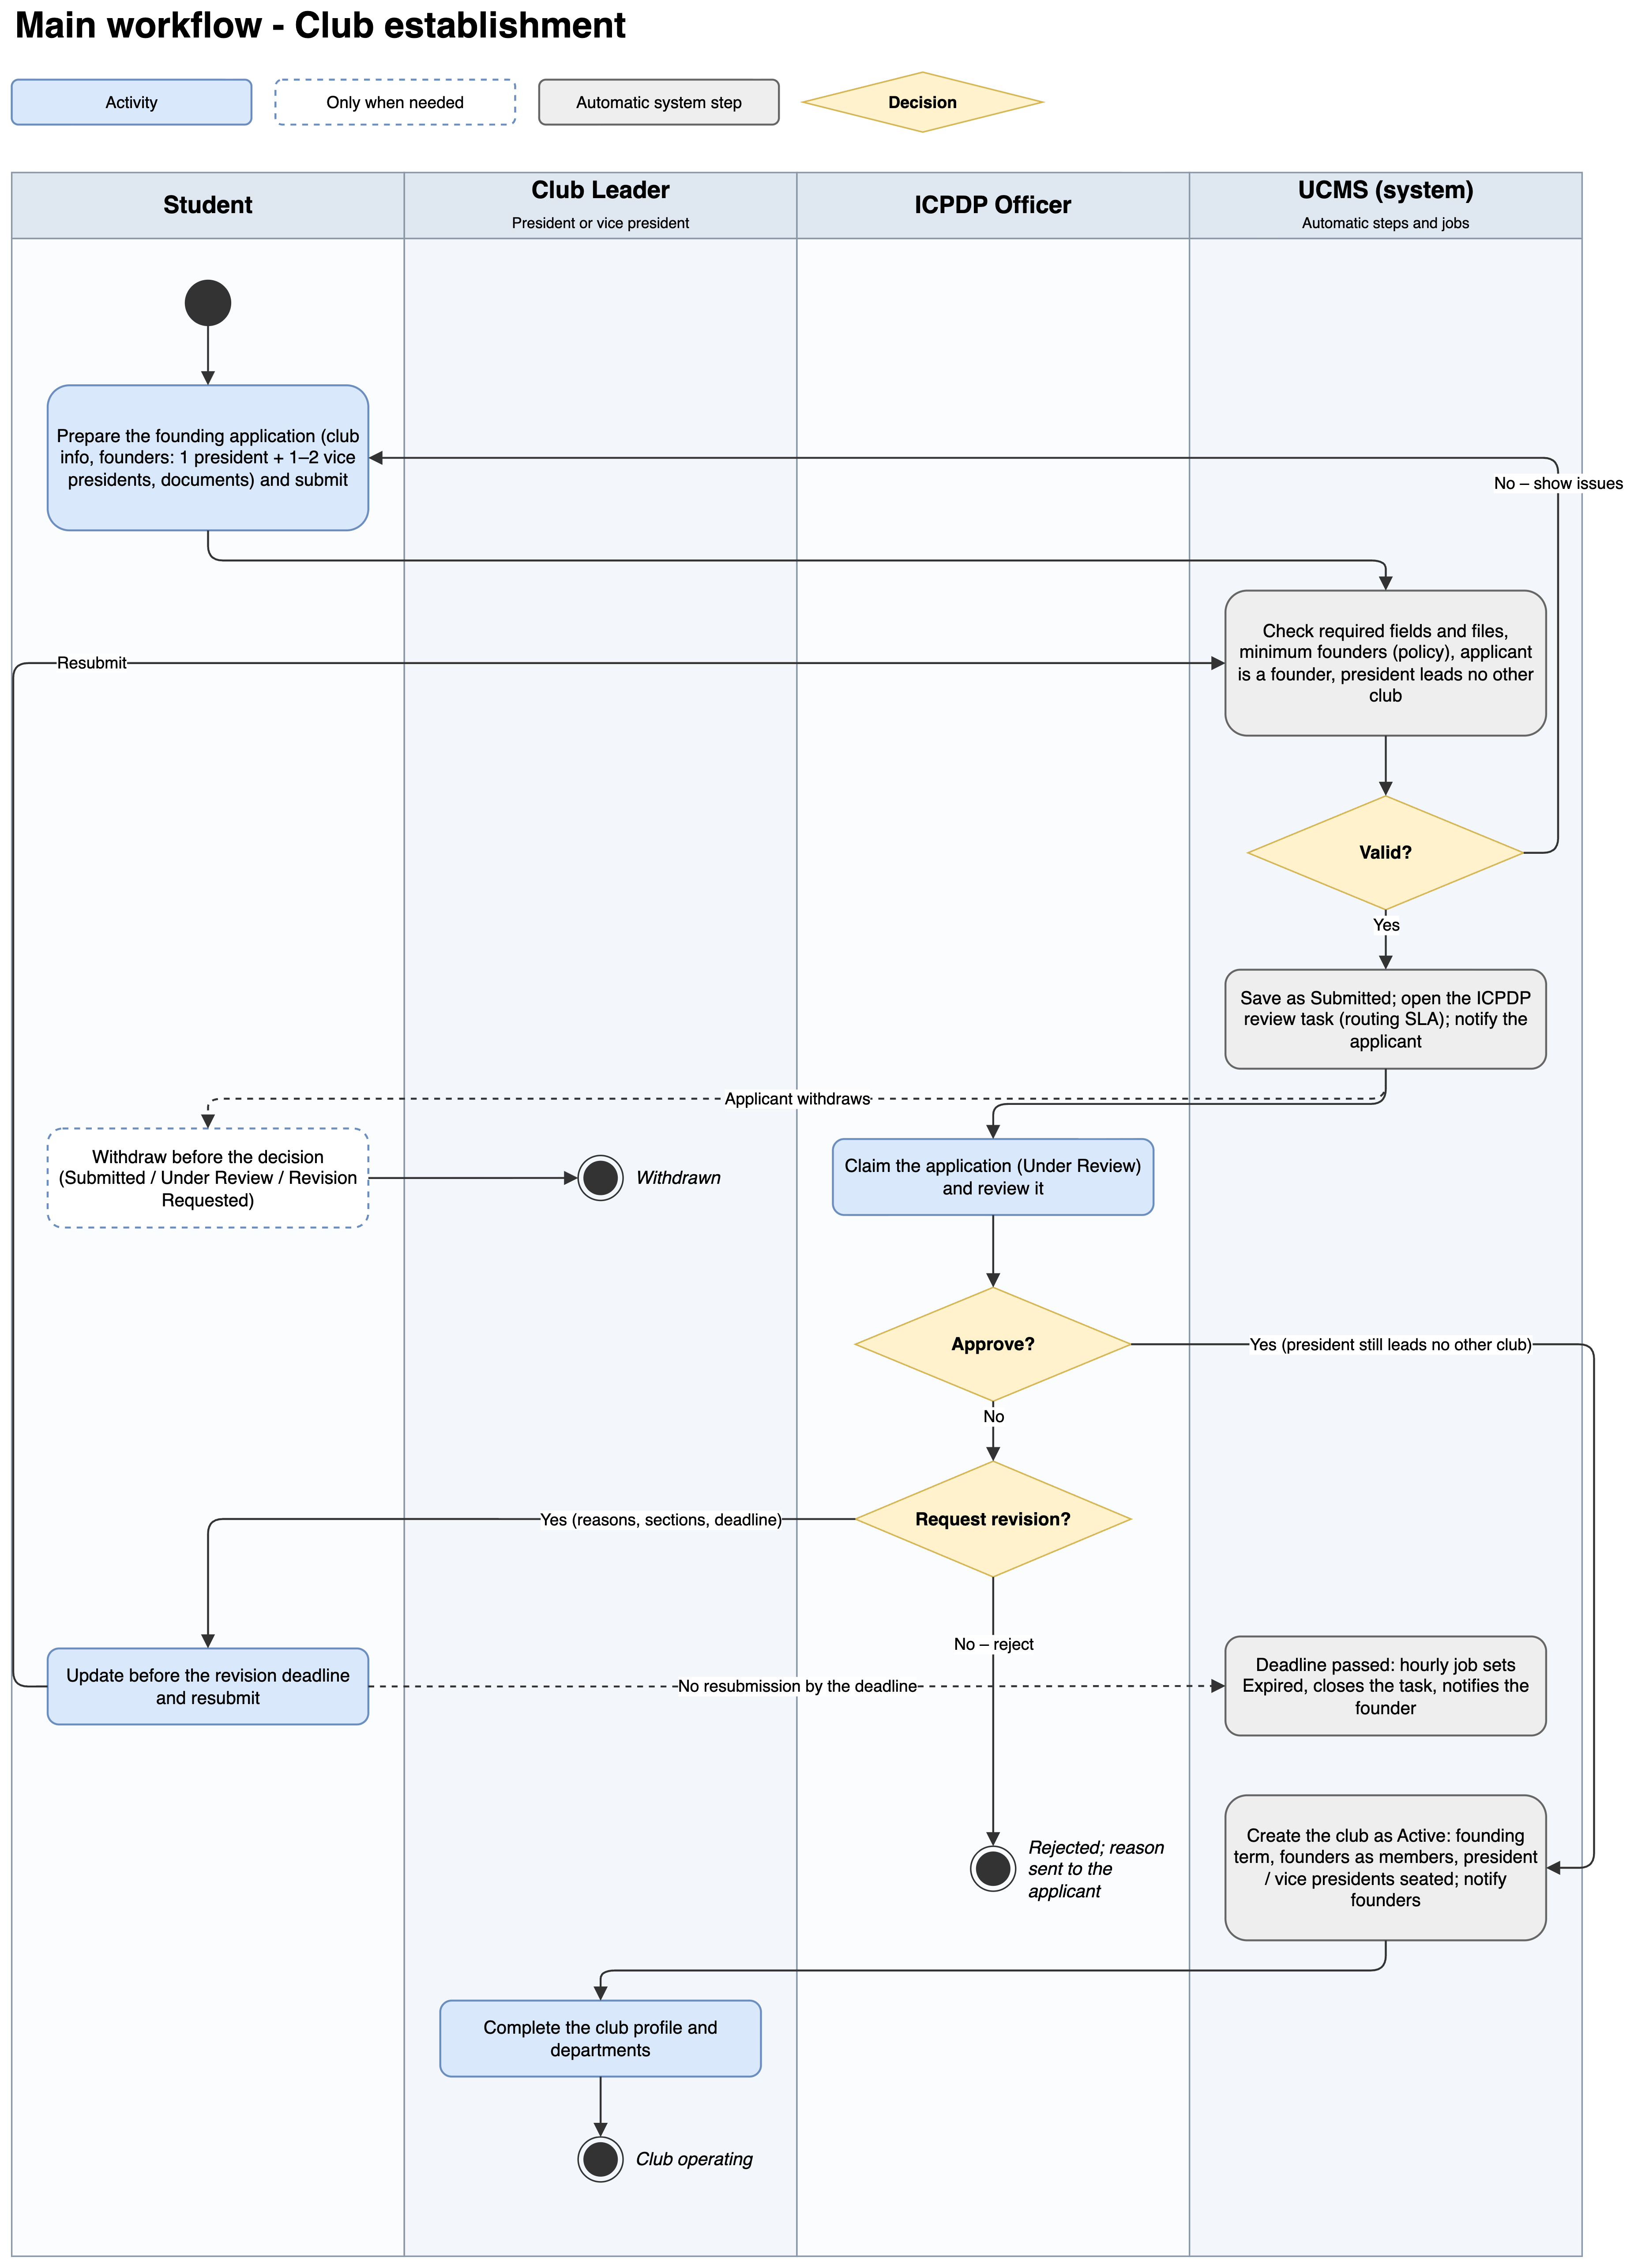 Main workflow - Club establishment
Activity
Only when needed
Automatic system step
Decision
Student
Club Leader
President or vice president
ICPDP Officer
UCMS (system)
Automatic steps and jobs
Prepare the founding application (club
info, founders: 1 president + 1–2 vice
presidents, documents) and submit
No – show issues
Check required fields and files,
minimum founders (policy), applicant
is a founder, president leads no other
club
Resubmit
Valid?
Yes
Save as Submitted; open the ICPDP
review task (routing SLA); notify the
applicant
Applicant withdraws
Withdraw before the decision
(Submitted / Under Review / Revision
Requested)
Withdrawn
Claim the application (Under Review)
and review it
Approve?
Yes (president still leads no other club)
No
Request revision?
Yes (reasons, sections, deadline)
No – reject
Update before the revision deadline
and resubmit
No resubmission by the deadline
Deadline passed: hourly job sets
Expired, closes the task, notifies the
founder
Rejected; reason
sent to the
applicant
Create the club as Active: founding
term, founders as members, president
/ vice presidents seated; notify
founders
Complete the club profile and
departments
Club operating